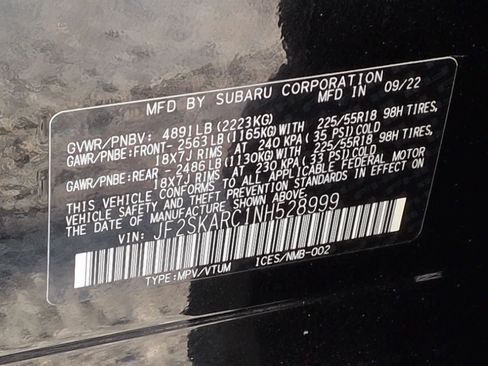 MFD BY SUBARU CORPORATION
IN 09/22
GVWR/PNBV: 4891LB(2223KG)
GAWR/PNBE:FRONT- 2563LB(1165KG)WITH 225/55R18 98H TIRES,
18X7J RIMS AT 240 KPA (35 PSI)COLD
GAWR/PNBE:REAR - 2486LB(1130KG)WITH 225/55R18 98H TIRES,
18X7J RIMS AT 230 KPA (33 PSI)COLD
THIS VEHICLE CONFORMS TO ALL APPLICABLE FEDERAL MOTOR
VEHICLE SAFETY AND THEFT PREVENTION STANDARDS IN EFFECT ON
THE DATE OF MANUFACTURE SHOWN ABOVE.
VIN: JF2SKARC1NH528999
TYPE:MPV/VTUM ICES/NMB-002